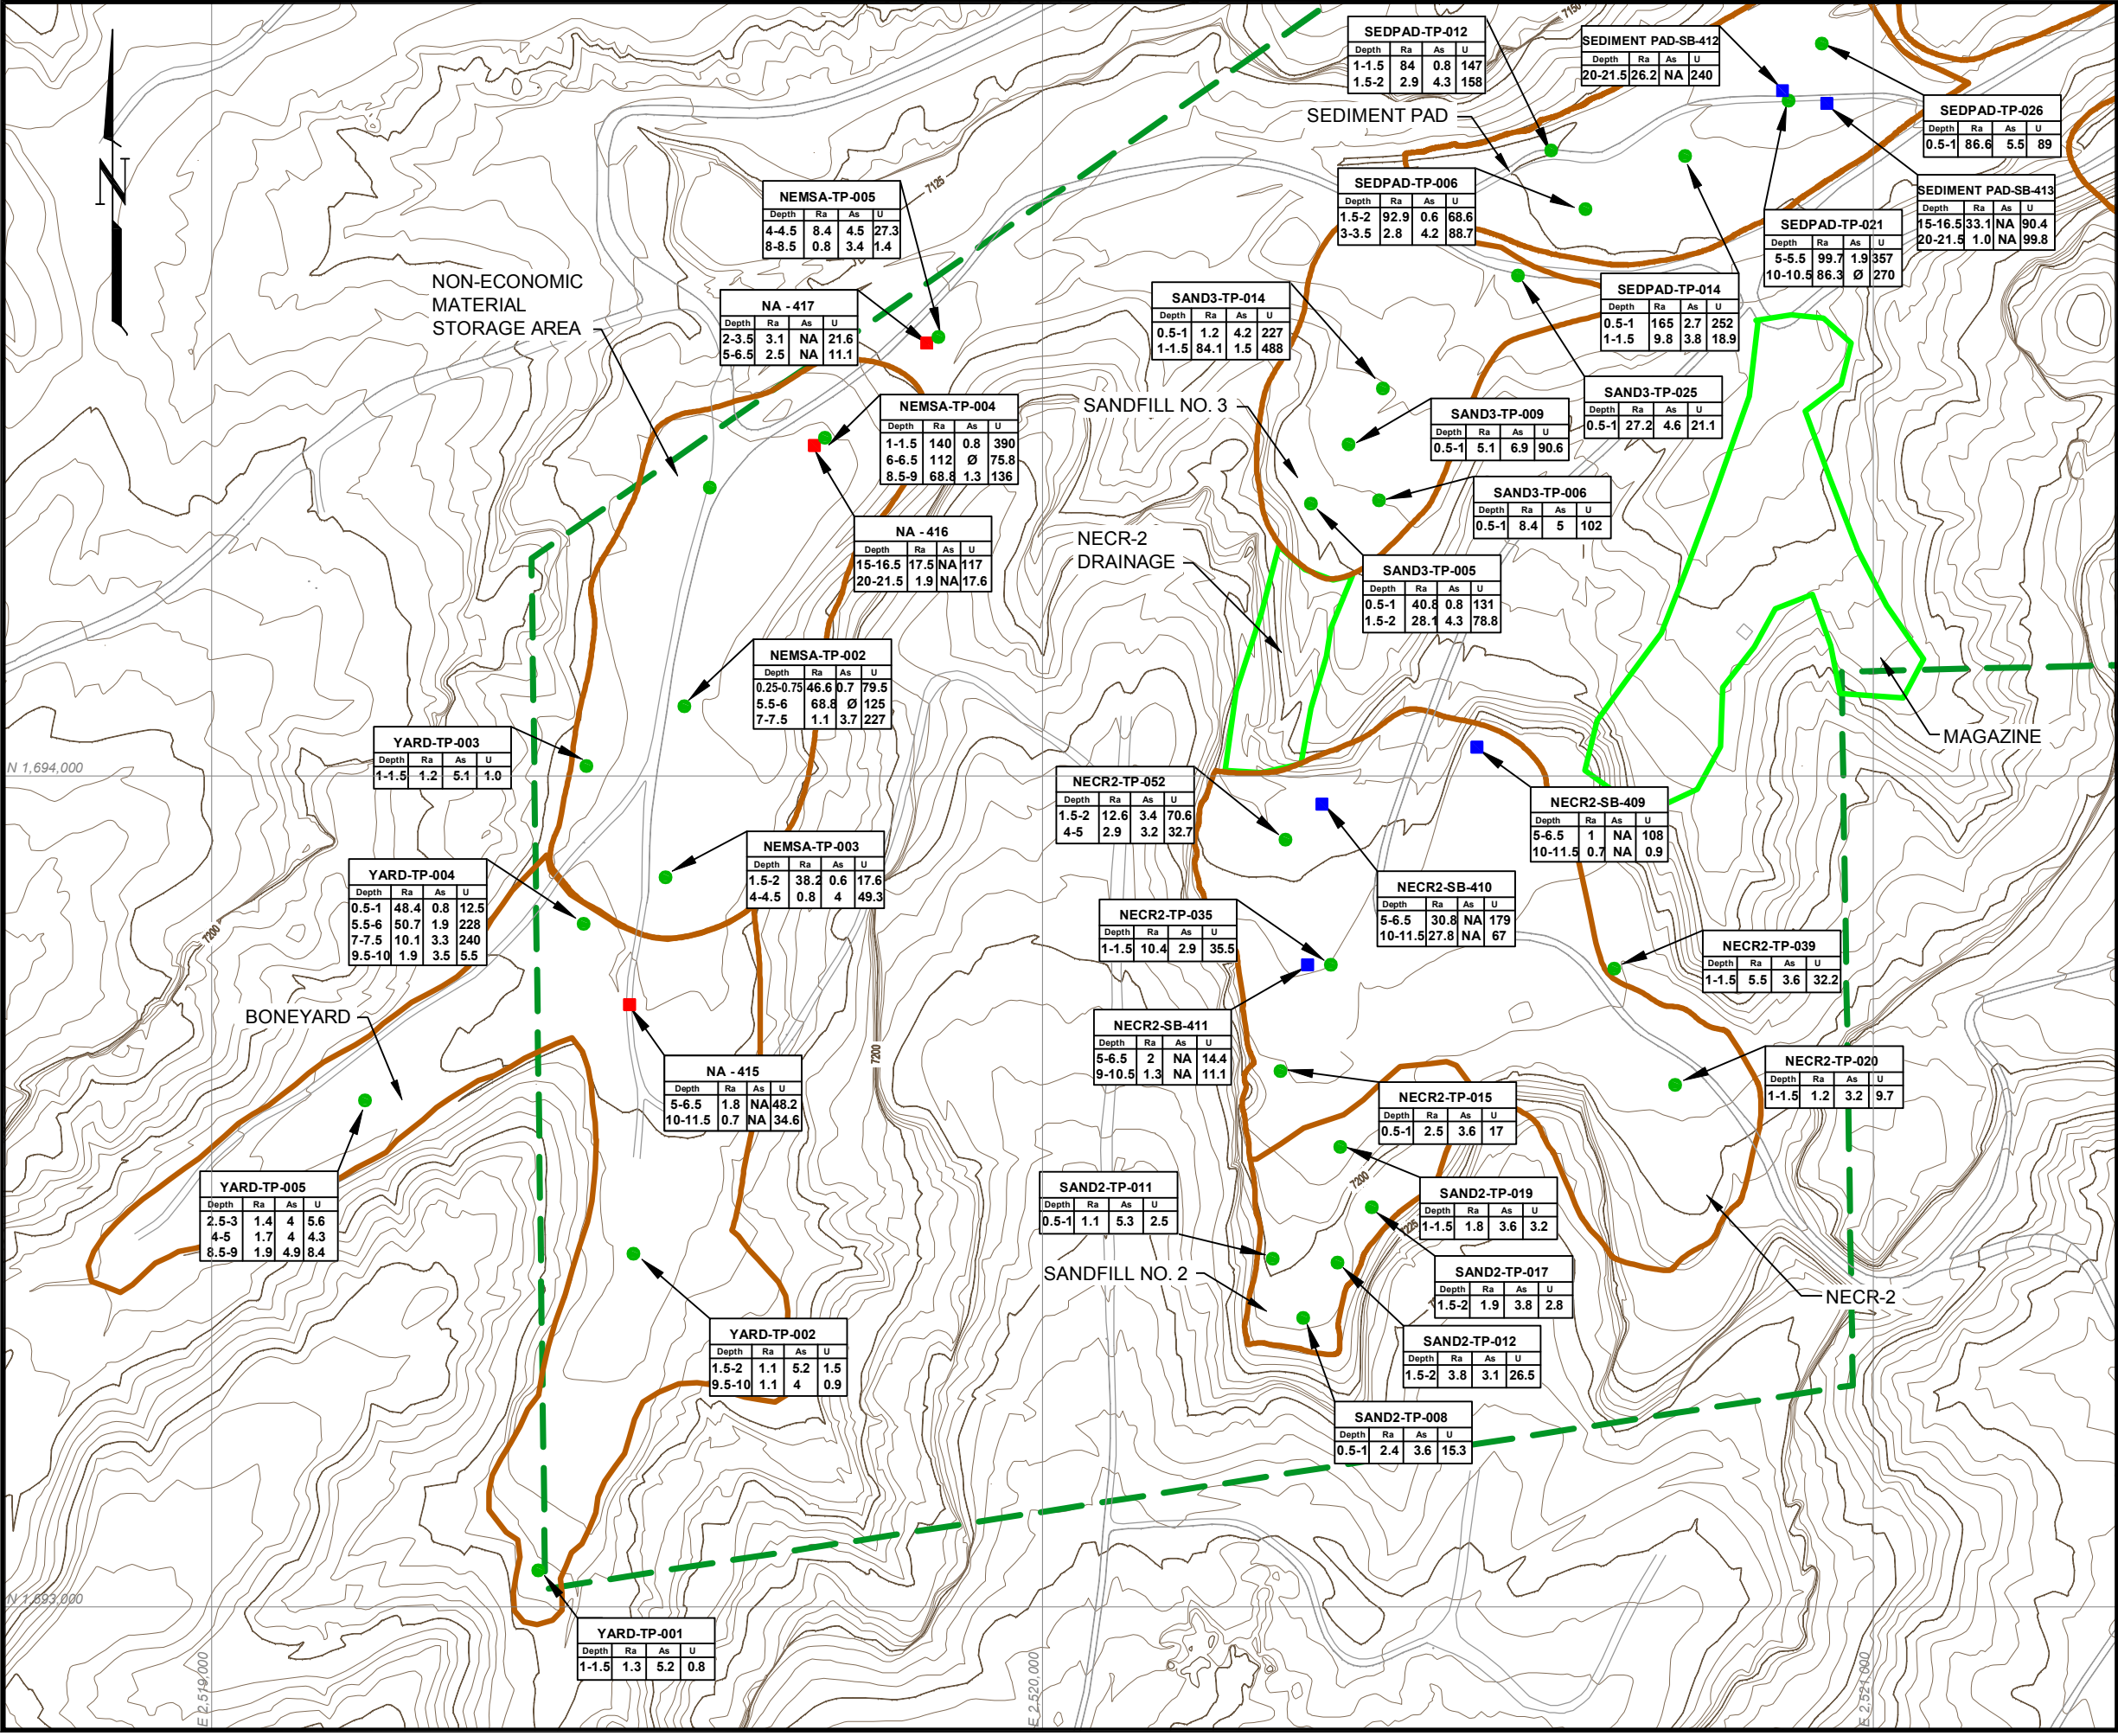 SEDPAD-TP-012
Depth Ra As U
1-1.5 84 0.8 147
1.5-2 2.9 4.3 158
7150
SEDIMENT PAD-SB-412
Depth Ra As U
20-21.5 26.2 NA 240
SEDIMENT PAD
SEDPAD-TP-026
Depth Ra As U
0.5-1 86.6 5.5 89
N
NEMSA-TP-005
Depth Ra As U
4-4.5 8.4 4.5 27.3
8-8.5 0.8 3.4 1.4
7125
SEDPAD-TP-006
Depth Ra As U
1.5-2 92.9 0.6 68.6
3-3.5 2.8 4.2 88.7
SEDIMENT PAD-SB-413
Depth Ra As U
15-16.5 33.1 NA 90.4
20-21.5 1.0 NA 99.8
SEDPAD-TP-021
Depth Ra As U
5-5.5 99.7 1.9 357
10-10.5 86.3 Ø 270
NON-ECONOMIC
MATERIAL
STORAGE AREA
NA - 417
Depth Ra As U
2-3.5 3.1 NA 21.6
5-6.5 2.5 NA 11.1
SAND3-TP-014
Depth Ra As U
0.5-1 1.2 4.2 227
1-1.5 84.1 1.5 488
SEDPAD-TP-014
Depth Ra As U
0.5-1 165 2.7 252
1-1.5 9.8 3.8 18.9
NEMSA-TP-004
Depth Ra As U
1-1.5 140 0.8 390
6-6.5 112 Ø 75.8
8.5-9 68.8 1.3 136
SANDFILL NO. 3
SAND3-TP-009
Depth Ra As U
0.5-1 5.1 6.9 90.6
SAND3-TP-025
Depth Ra As U
0.5-1 27.2 4.6 21.1
SAND3-TP-006
Depth Ra As U
0.5-1 8.4 5 102
NA - 416
Depth Ra As U
15-16.5 17.5 NA 117
20-21.5 1.9 NA 17.6
NECR-2
DRAINAGE
SAND3-TP-005
Depth Ra As U
0.5-1 40.8 0.8 131
1.5-2 28.1 4.3 78.8
NEMSA-TP-002
Depth Ra As U
0.25-0.75 46.6 0.7 79.5
5.5-6 68.8 Ø 125
7-7.5 1.1 3.7 227
YARD-TP-003
Depth Ra As U
1-1.5 1.2 5.1 1.0
MAGAZINE
N 1,694,000
NECR2-TP-052
Depth Ra As U
1.5-2 12.6 3.4 70.6
4-5 2.9 3.2 32.7
NECR2-SB-409
Depth Ra As U
5-6.5 1 NA 108
10-11.5 0.7 NA 0.9
NEMSA-TP-003
Depth Ra As U
1.5-2 38.2 0.6 17.6
4-4.5 0.8 4 49.3
YARD-TP-004
Depth Ra As U
0.5-1 48.4 0.8 12.5
5.5-6 50.7 1.9 228
7-7.5 10.1 3.3 240
9.5-10 1.9 3.5 5.5
NECR2-SB-410
Depth Ra As U
5-6.5 30.8 NA 179
10-11.5 27.8 NA 67
NECR2-TP-035
Depth Ra As U
1-1.5 10.4 2.9 35.5
7200
NECR2-TP-039
Depth Ra As U
1-1.5 5.5 3.6 32.2
BONEYARD
NECR2-SB-411
Depth Ra As U
5-6.5 2 NA 14.4
9-10.5 1.3 NA 11.1
7200
NA - 415
Depth Ra As U
5-6.5 1.8 NA 48.2
10-11.5 0.7 NA 34.6
NECR2-TP-020
Depth Ra As U
1-1.5 1.2 3.2 9.7
NECR2-TP-015
Depth Ra As U
0.5-1 2.5 3.6 17
YARD-TP-005
Depth Ra As U
2.5-3 1.4 4 5.6
4-5 1.7 4 4.3
8.5-9 1.9 4.9 8.4
SAND2-TP-011
Depth Ra As U
0.5-1 1.1 5.3 2.5
7200
SAND2-TP-019
Depth Ra As U
1-1.5 1.8 3.6 3.2
7225
SANDFILL NO. 2
SAND2-TP-017
Depth Ra As U
1.5-2 1.9 3.8 2.8
NECR-2
YARD-TP-002
Depth Ra As U
1.5-2 1.1 5.2 1.5
9.5-10 1.1 4 0.9
SAND2-TP-012
Depth Ra As U
1.5-2 3.8 3.1 26.5
SAND2-TP-008
Depth Ra As U
0.5-1 2.4 3.6 15.3
N 1,693,000
YARD-TP-001
Depth Ra As U
1-1.5 1.3 5.2 0.8
E 2,519,000
E 2,520,000
E 2,521,000